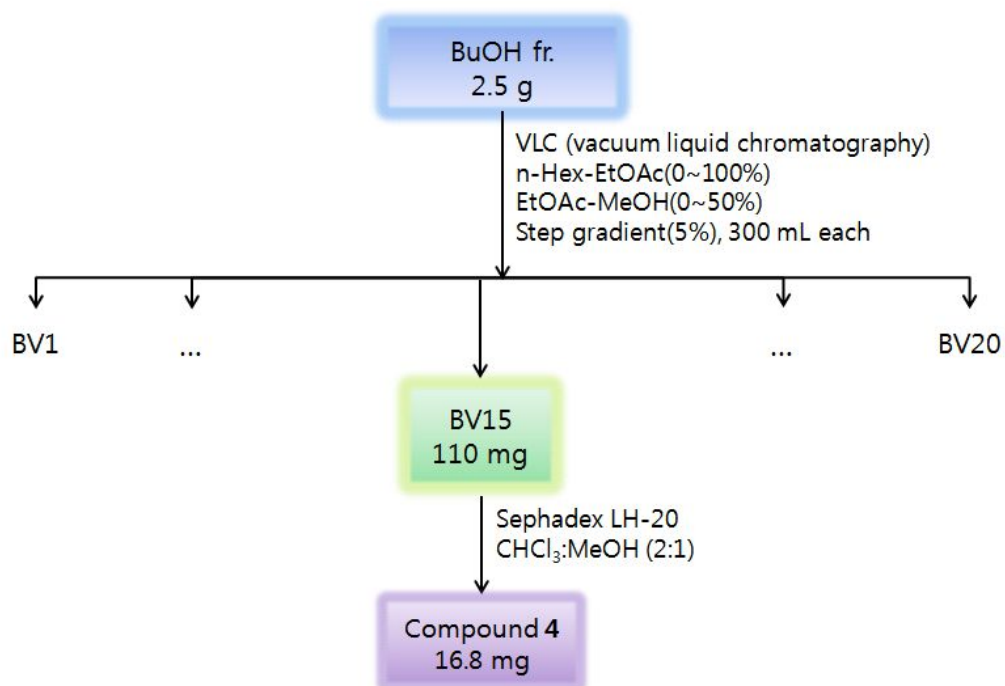 BuOH fr.
2.5 g
VLC (vacuum liquid chromatography)
n-Hex-EtOAc(0~100%)
EtOAc-MeOH(0~50%)
Step gradient(5%), 300 mL each
BV1
...
...
BV20
BV15
110 mg
Sephadex LH-20
CHCl₃:MeOH (2:1)
Compound 4
16.8 mg